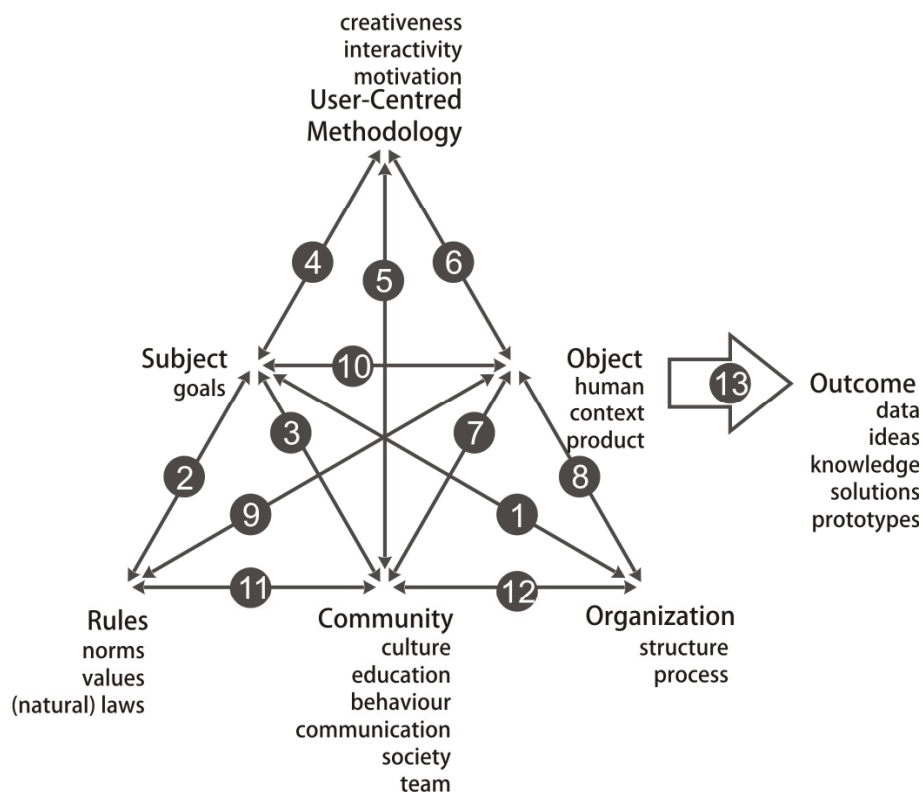 creativeness
interactivity
motivation
User-Centred
Methodology
4
5
6
Subject
goals
10
Object
human
context
product
13
Outcome
data
ideas
knowledge
solutions
prototypes
2
3
7
8
9
1
11
12
Rules
norms
values
(natural) laws
Community
culture
education
behaviour
communication
society
team
Organization
structure
process